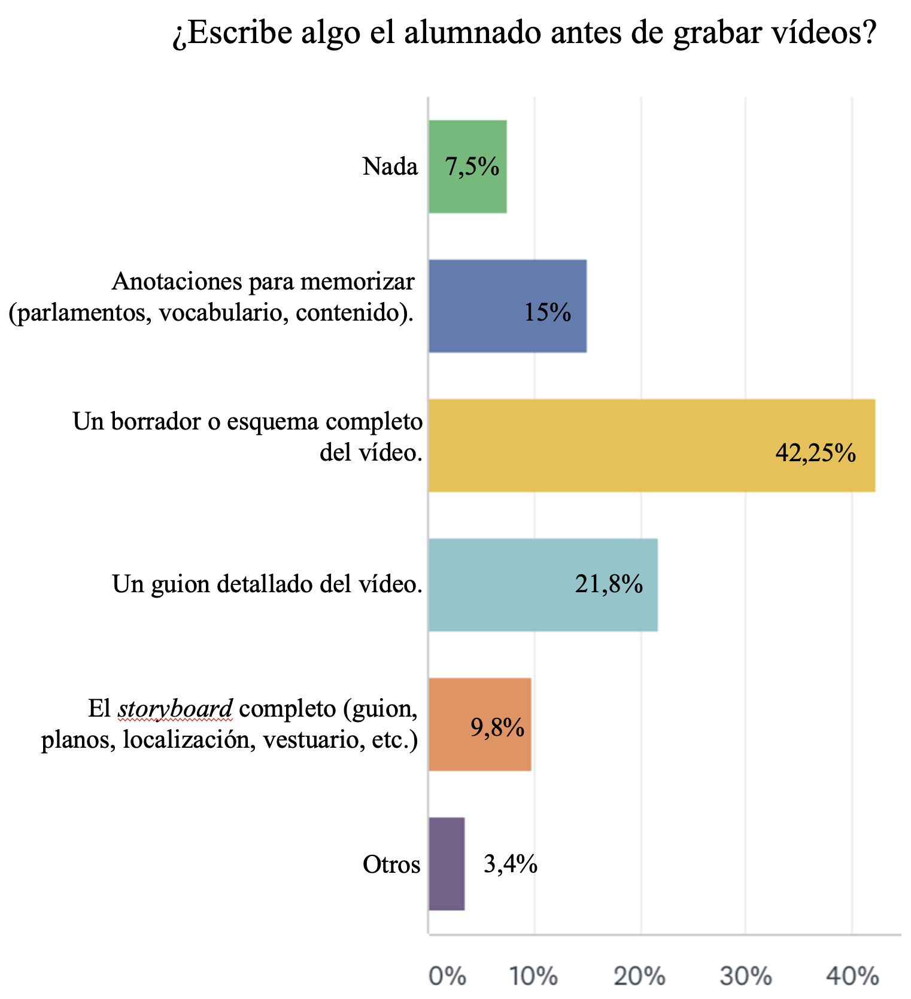 ¿Escribe algo el alumnado antes de grabar vídeos?
Nada
7,5%
Anotaciones para memorizar
(parlamentos, vocabulario, contenido).
15%
Un borrador o esquema completo
del vídeo.
42,25%
Un guion detallado del vídeo.
21,8%
El storyboard completo (guion,
planos, localización, vestuario, etc.)
9,8%
Otros
3,4%
0% 10% 20% 30% 40%